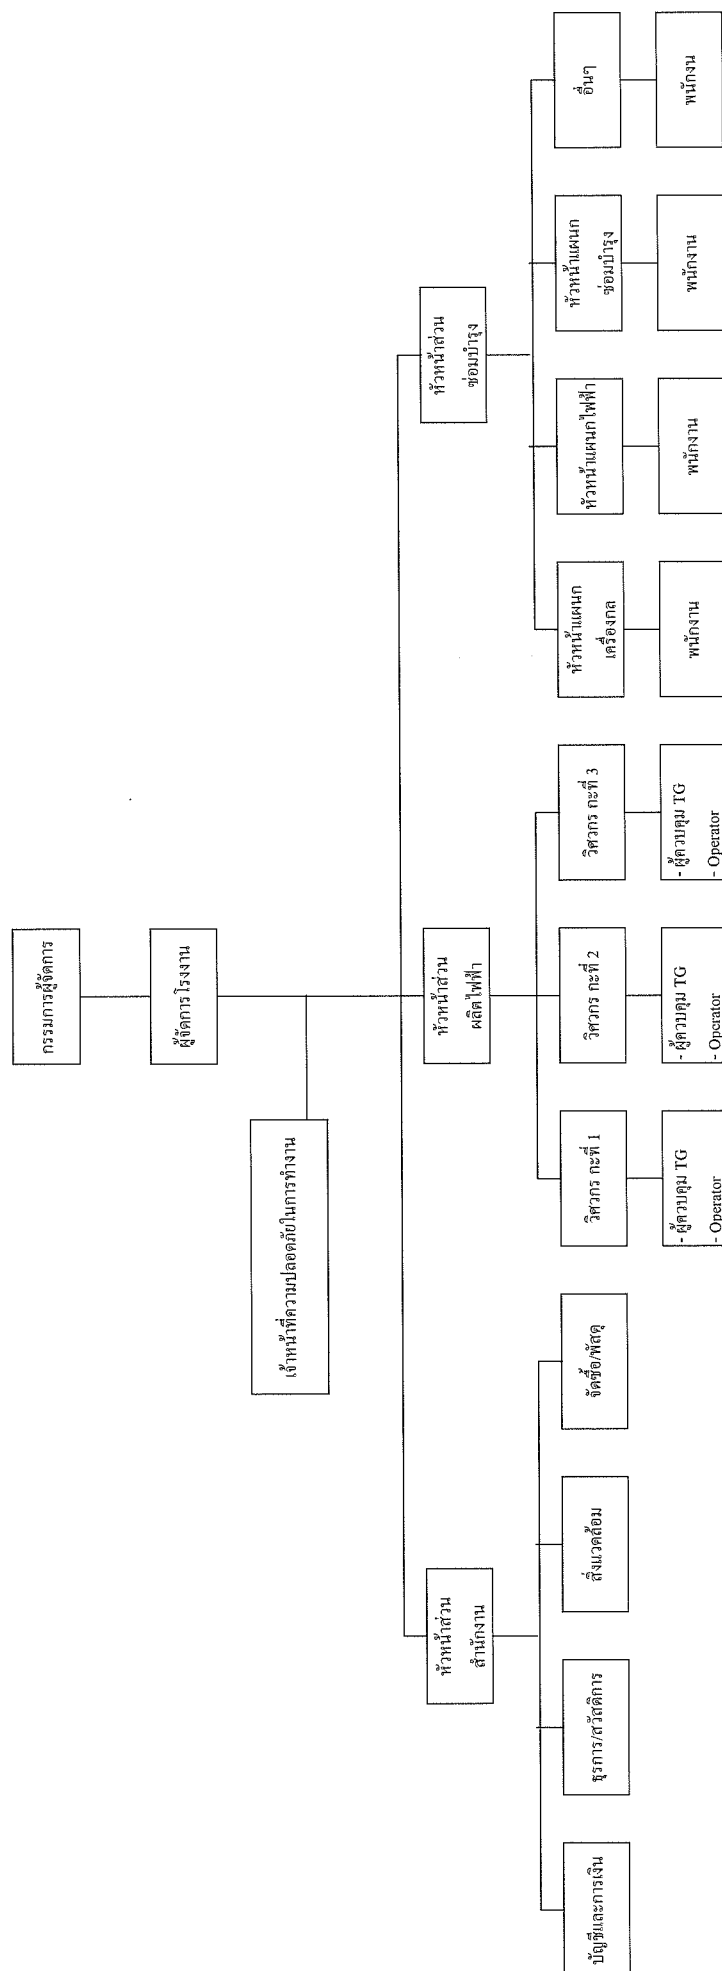 กรรมการผู้จัดการ
ผู้จัดการโรงงาน
เจ้าหน้าที่ความปลอดภัยในการทำงาน
หัวหน้าส่วน
สำนักงาน
หัวหน้าส่วน
ผลิตไฟฟ้า
หัวหน้าส่วน
ซ่อมบำรุง
บัญชีและการเงิน
ธุรการ/สวัสดิการ
สิ่งแวดล้อม
จัดซื้อ/พัสดุ
วิศวกร กะที่ 1
วิศวกร กะที่ 2
วิศวกร กะที่ 3
หัวหน้าแผนก
เครื่องกล
หัวหน้าแผนกไฟฟ้า
หัวหน้าแผนก
ซ่อมบำรุง
อื่นๆ
- ผู้ควบคุม TG
- Operator
- ผู้ควบคุม TG
- Operator
- ผู้ควบคุม TG
- Operator
พนักงาน
พนักงาน
พนักงาน
พนักงน